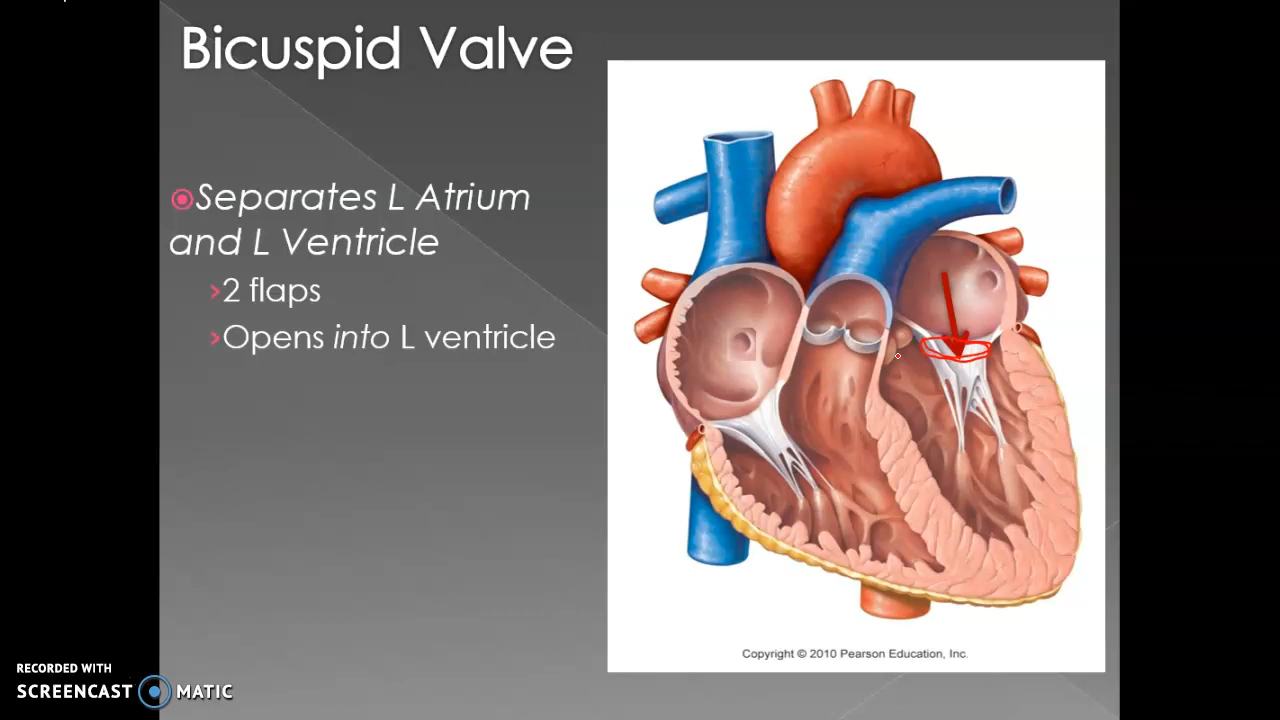 Bicuspid Valve
Separates L Atrium
and L Ventricle
2 flaps
Opens into L ventricle
Copyright © 2010 Pearson Education, Inc.
RECORDED WITH
SCREENCAST MATIC